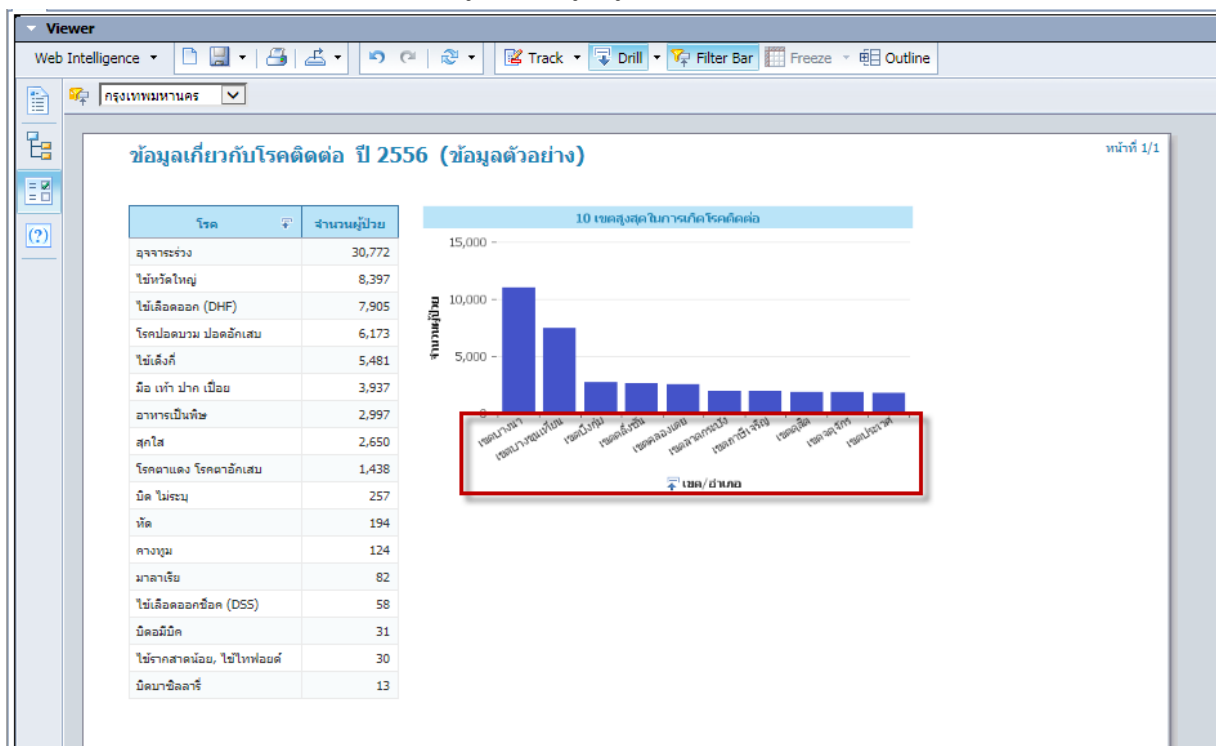 Viewer
Web Intelligence Track Drill Filter Bar Freeze Outline
กรุงเทพมหานคร
ข้อมูลเกี่ยวกับโรคติดต่อ ปี 2556 (ข้อมูลตัวอย่าง)
หน้าที่ 1/1
โรค จำนวนผู้ป่วย
อุจจาระร่วง 30,772
ไข้หวัดใหญ่ 8,397
ไข้เลือดออก (DHF) 7,905
โรคปอดบวม ปอดอักเสบ 6,173
ไข้เด็งกี่ 5,481
มือ เท้า ปาก เปื่อย 3,937
อาหารเป็นพิษ 2,997
สุกใส 2,650
โรคตาแดง โรคตาอักเสบ 1,438
บิด ไม่ระบุ 257
หัด 194
คางทูม 124
มาลาเรีย 82
ไข้เลือดออกช็อค (DSS) 58
บิดอมีบิค 31
ไข้รากสาดน้อย, ไข้ไทฟอยด์ 30
บิดบาซิลลารี่ 13
10 เขตสูงสุดในการเกิดโรคติดต่อ
จำนวนผู้ป่วย
15,000
10,000
5,000
0
เขตบางนา
เขตบางขุนเทียน
เขตบึงกุ่ม
เขตตลิ่งชัน
เขตคลองเตย
เขตลาดกระบัง
เขตภาษีเจริญ
เขตดุสิต
เขตจตุจักร
เขตประเวศ
เขต/อำเภอ